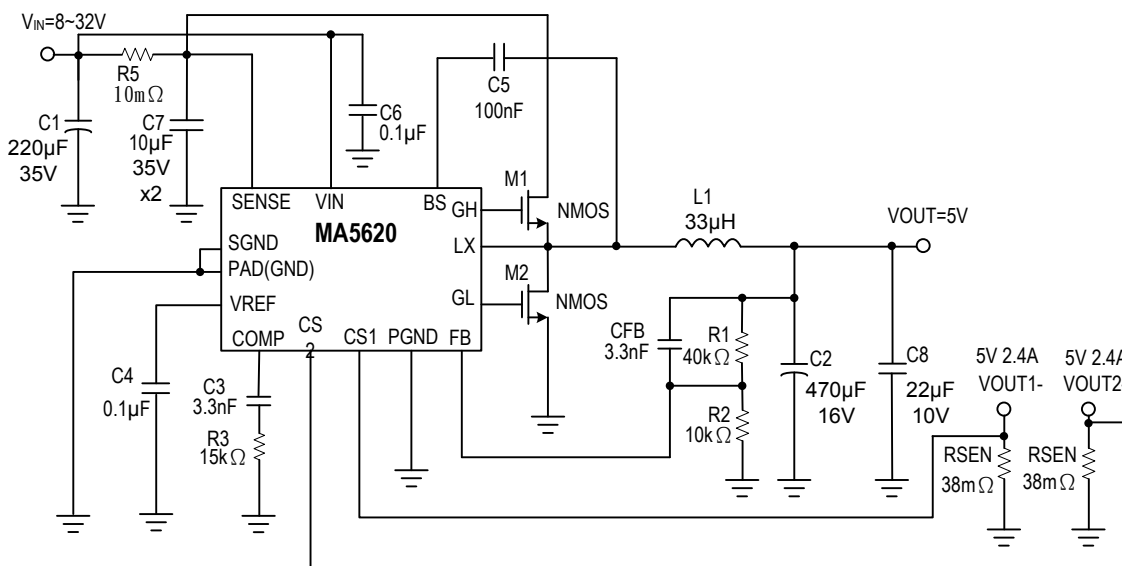 VIN=8~32V
R5
10mΩ
C1
220µF
35V
C7
10µF
35V
x2
C6
0.1µF
C5
100nF
SENSE
VIN
BS
MA5620
GH
LX
GL
SGND
PAD(GND)
VREF
COMP
CS
2
CS1
PGND
FB
M1
NMOS
M2
NMOS
L1
33µH
VOUT=5V
CFB
3.3nF
R1
40kΩ
R2
10kΩ
C2
470µF
16V
C8
22µF
10V
C4
0.1µF
C3
3.3nF
R3
15kΩ
5V 2.4A
VOUT1-
RSEN
38mΩ
5V 2.4A
VOUT2
RSEN
38mΩ